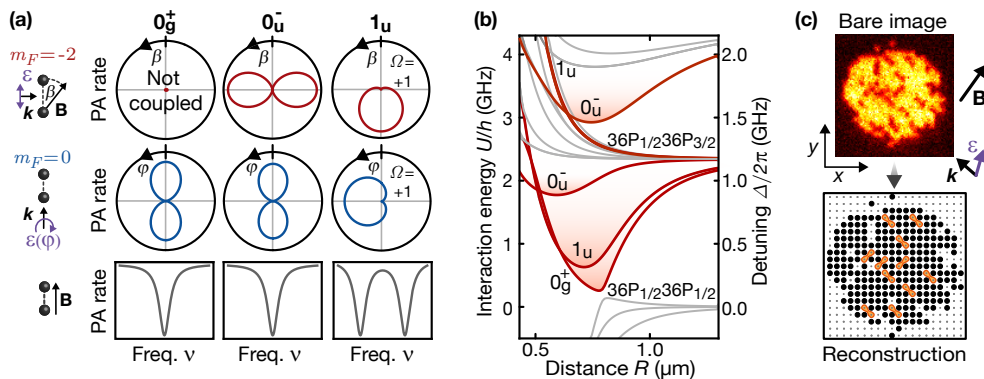 (a)
0g+
0u-
1u
mF=-2
ε
β
k
B
PA rate
β
Not
coupled
β
β
Ω=
+1
mF=0
k
ε(φ)
PA rate
φ
φ
φ
Ω=
+1
B
PA rate
Freq. ν
Freq. ν
Freq. ν
(b)
Interaction energy U/h (GHz)
4
3
2
1
0
1u
0u-
36P1/236P3/2
0u-
1u
0g+
36P1/236P1/2
0.5
1.0
Distance R (µm)
2.0
1.5
1.0
0.5
0.0
Detuning Δ/2π (GHz)
(c)
Bare image
B
y
x
ε
k
Reconstruction